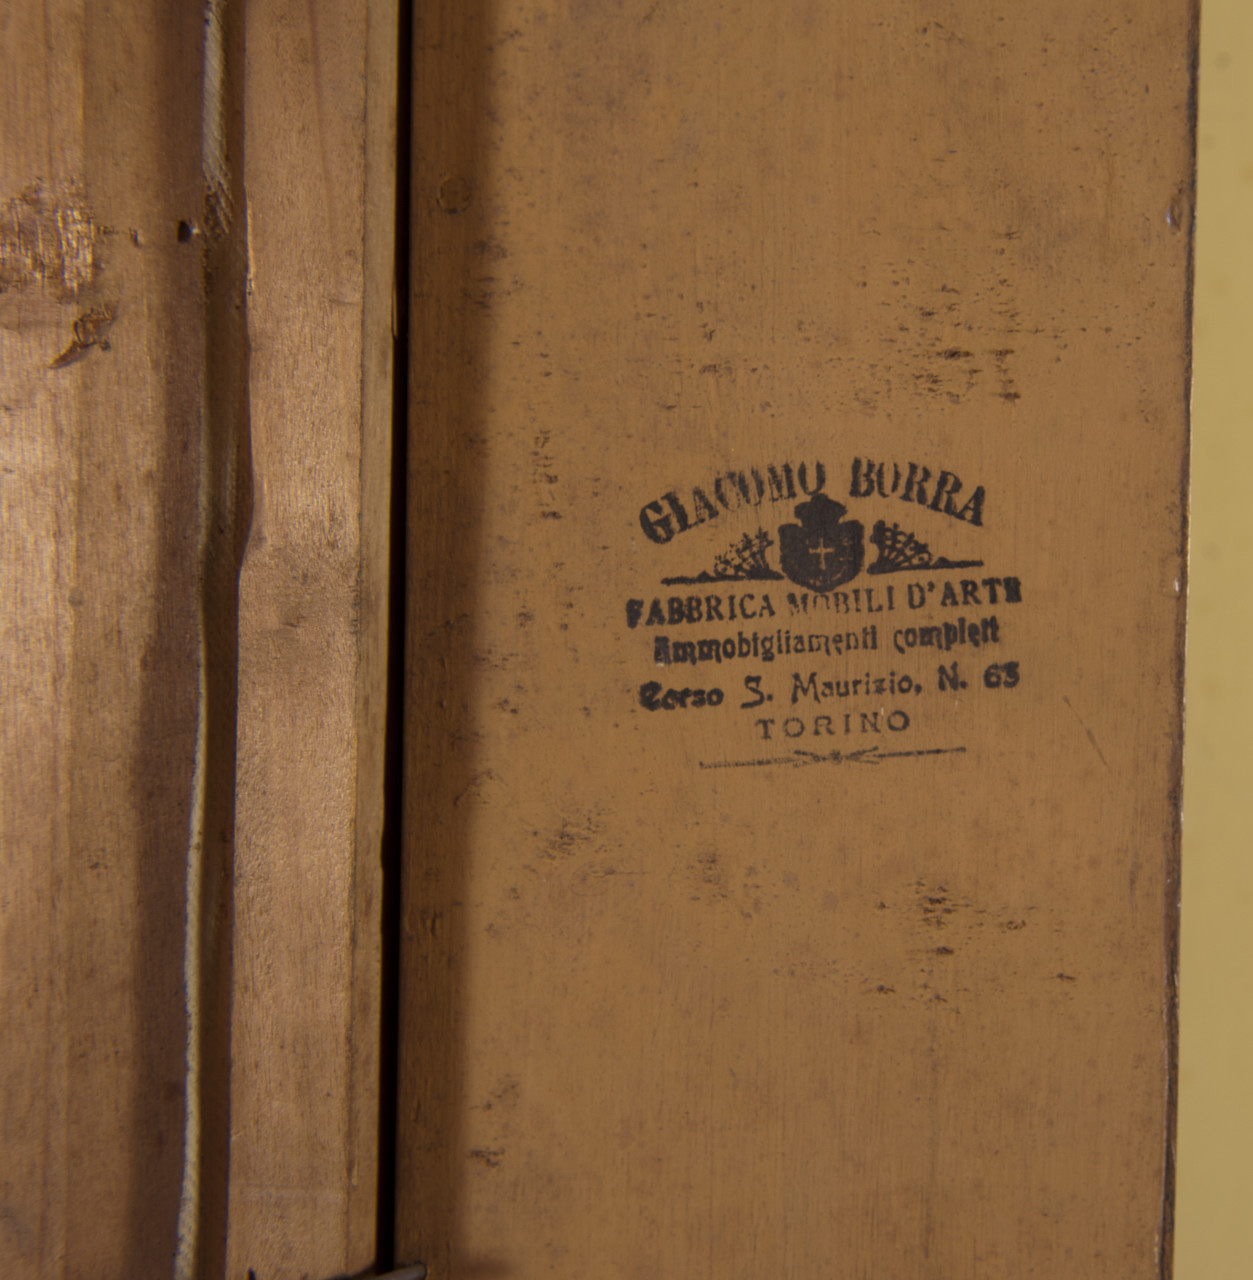 GIACOMO BORRA
FABBRICA MOBILI D'ARTE
Ammobigliamenti completi
Corso S. Maurizio, N. 63
TORINO